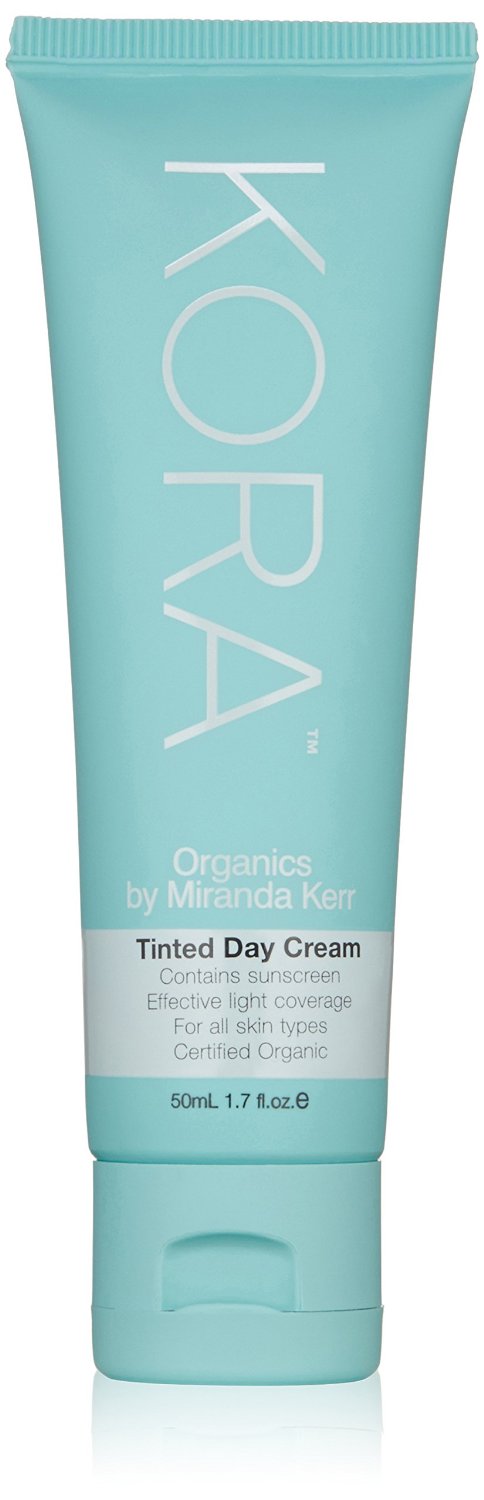 KORA™
Organics
by Miranda Kerr
Tinted Day Cream
Contains sunscreen
Effective light coverage
For all skin types
Certified Organic
50mL 1.7 fl.oz.e